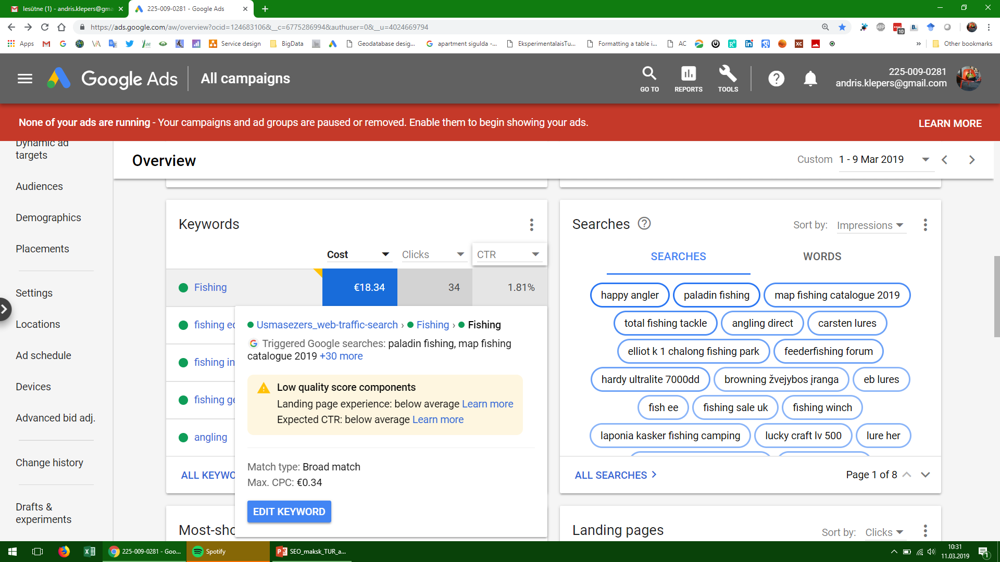 Iesūtne (1) - andris.klepers@gma
225-009-0281 - Google Ads
https://ads.google.com/aw/overview?ocid=124683106&__c=6775286994&authuser=0&__u=4024669794
ABP
10
B.
Apps
Service design
BigData
Geodatabase desig...
apartment sigulda -...
EksperimentalaisTu...
Formatting a table i...
AC
XC
»
Other bookmarks
Google Ads
All campaigns
GO TO
REPORTS
TOOLS
225-009-0281
andris.klepers@gmail.com
None of your ads are running - Your campaigns and ad groups are paused or removed. Enable them to begin showing your ads.
LEARN MORE
Dynamic ad
targets
Audiences
Demographics
Placements
Settings
Locations
Ad schedule
Devices
Advanced bid adj.
Change history
Drafts &
experiments
Overview
Custom 1 - 9 Mar 2019
Keywords
Cost Clicks CTR
Fishing €18.34 34 1.81%
fishing eq
fishing in
fishing ge
angling
ALL KEYWO
Usmasezers_web-traffic-search › Fishing › Fishing
Triggered Google searches: paladin fishing, map fishing
catalogue 2019 +30 more
Low quality score components
Landing page experience: below average Learn more
Expected CTR: below average Learn more
Match type: Broad match
Max. CPC: €0.34
EDIT KEYWORD
Most-sho
Searches
Sort by: Impressions
SEARCHES WORDS
happy angler paladin fishing map fishing catalogue 2019
total fishing tackle angling direct carsten lures
elliot k 1 chalong fishing park feederfishing forum
hardy ultralite 7000dd browning žvejybos įranga eb lures
fish ee fishing sale uk fishing winch
laponia kasker fishing camping lucky craft lv 500 lure her
ALL SEARCHES
Page 1 of 8
Landing pages
Sort by: Clicks
225-009-0281 - Goo...
Spotify
SEO_maksk_TUR_a...
10:31
11.03.2019
1